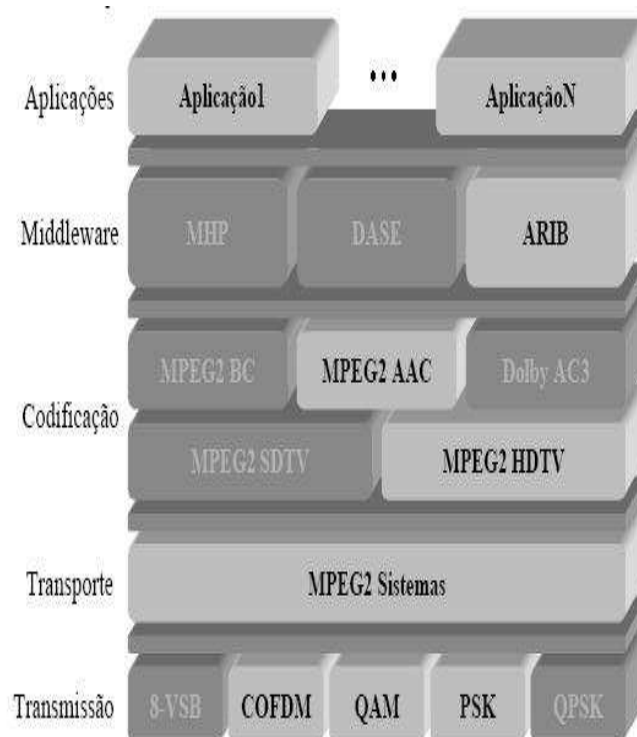 Aplicações
Aplicação1
...
AplicaçãoN
Middleware
MHP
DASE
ARIB
Codificação
MPEG2 BC
MPEG2 AAC
Dolby AC3
MPEG2 SDTV
MPEG2 HDTV
Transporte
MPEG2 Sistemas
Transmissão
8-VSB
COFDM
QAM
PSK
QPSK